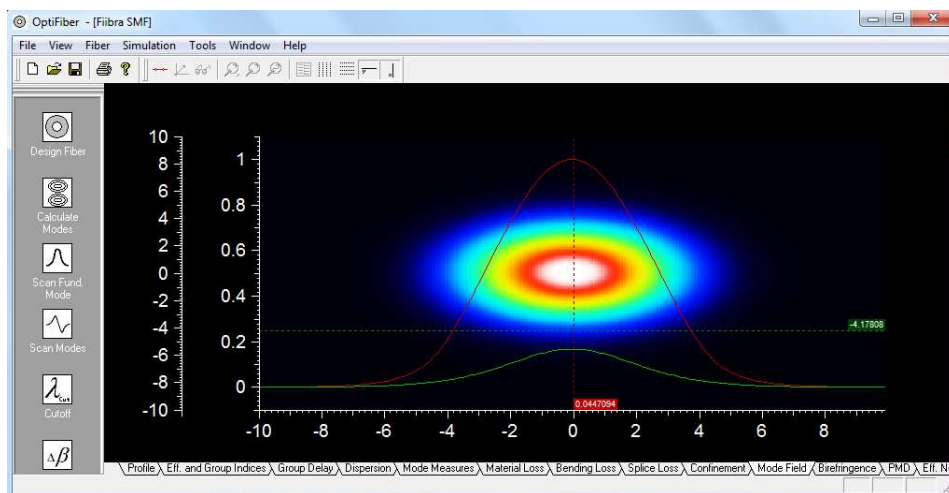 OptiFiber - [Fiibra SMF]
File View Fiber Simulation Tools Window Help
Design Fiber
Calculate
Modes
Scan Fund.
Mode
Scan Modes
λCut
Cutoff
Δβ
10
8
6
4
2
0
-2
-4
-6
-8
-10
1
0.8
0.6
0.4
0.2
0
-4.17808
0.0447094
-10 -8 -6 -4 -2 0 2 4 6 8
Profile Eff. and Group Indices Group Delay Dispersion Mode Measures Material Loss Bending Loss Splice Loss Confinement Mode Field Birefringence PMD Eff. N